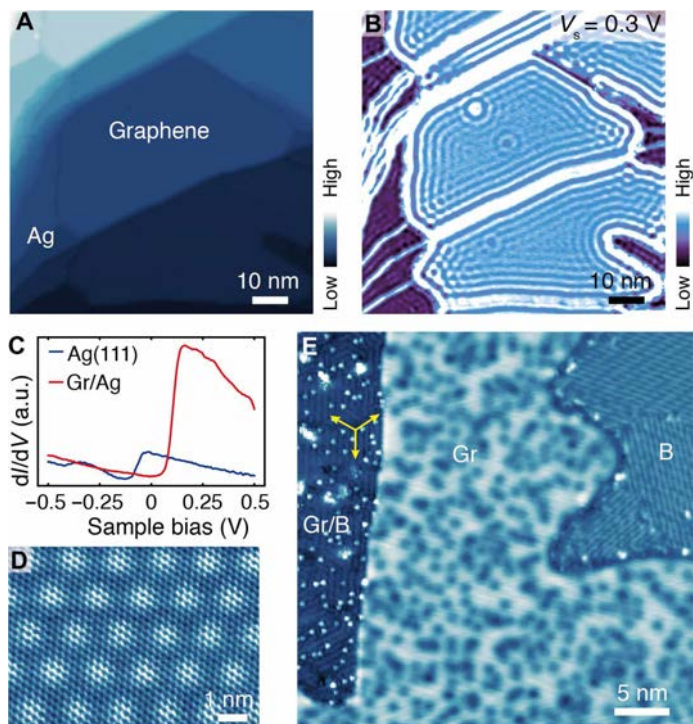 A
Graphene
Ag
10 nm
High
Low
B
Vs = 0.3 V
10 nm
High
Low
C
Ag(111)
Gr/Ag
dI/dV (a.u.)
−0.5 −0.25 0 0.25 0.5
Sample bias (V)
D
1 nm
E
Gr
B
Gr/B
5 nm